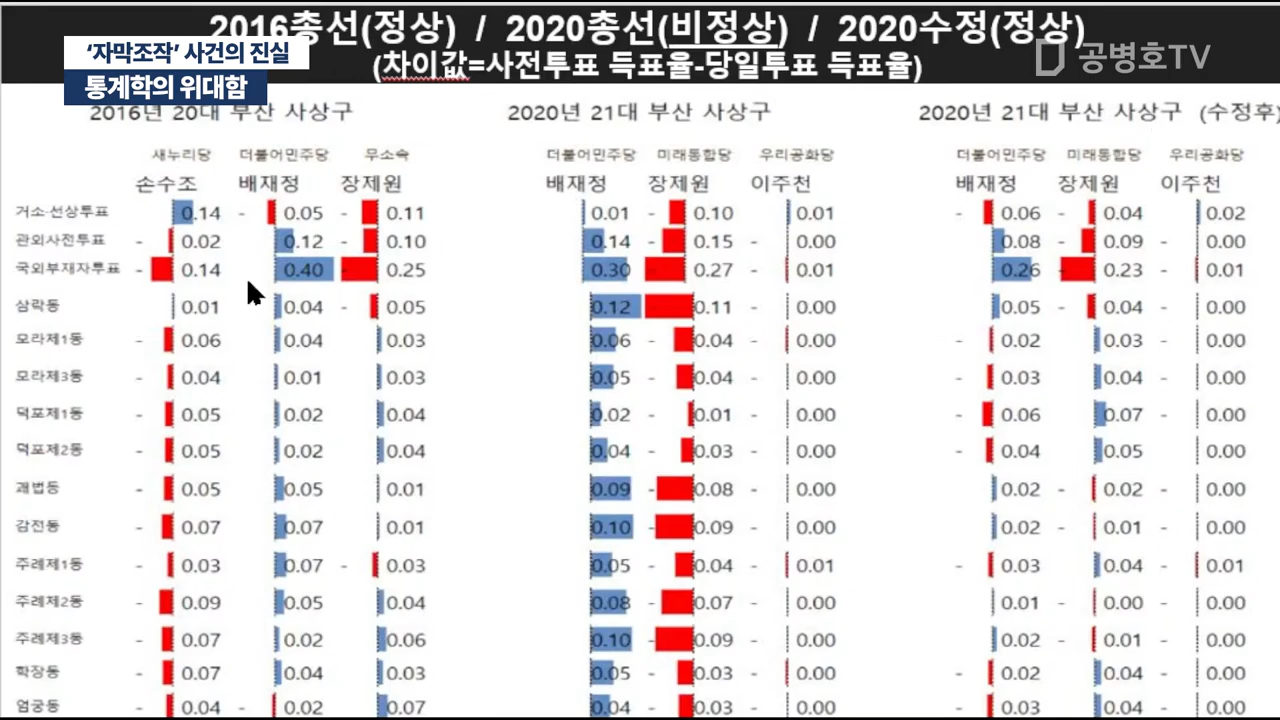 2016총선(정상) / 2020총선(비정상) / 2020수정(정상)
(차이값=사전투표 득표율-당일투표 득표율)
'자막조작' 사건의 진실
통계학의 위대함
공병호TV
2016년 20대 부산 사상구 2020년 21대 부산 사상구 2020년 21대 부산 사상구 (수정후)
새누리당 더불어민주당 무소속 더불어민주당 미래통합당 우리공화당 더불어민주당 미래통합당 우리공화당
손수조 배재정 장제원 배재정 장제원 이주천 배재정 장제원 이주천
거소·선상투표 0.14 - 0.05 - 0.11 0.01 - 0.10 0.01 - 0.06 - 0.04 0.02
관외사전투표 - 0.02 0.12 - 0.10 0.14 - 0.15 - 0.00 0.08 - 0.09 - 0.00
국외부재자투표 - 0.14 0.40 - 0.25 0.30 - 0.27 - 0.01 0.26 - 0.23 - 0.01
삼락동 0.01 0.04 - 0.05 0.12 - 0.11 - 0.00 0.05 - 0.04 - 0.00
모라제1동 - 0.06 0.04 0.03 0.06 - 0.04 - 0.00 - 0.02 0.03 - 0.00
모라제3동 - 0.04 0.01 0.03 0.05 - 0.04 - 0.00 - 0.03 0.04 - 0.00
덕포제1동 - 0.05 0.02 0.04 0.02 - 0.01 - 0.00 - 0.06 0.07 - 0.00
덕포제2동 - 0.05 0.02 0.04 0.04 - 0.03 - 0.00 - 0.04 0.05 - 0.00
괘법동 - 0.05 0.05 0.01 0.09 - 0.08 - 0.00 0.02 - 0.02 - 0.00
감전동 - 0.07 0.07 0.01 0.10 - 0.09 - 0.00 0.02 - 0.01 - 0.00
주례제1동 - 0.03 0.07 - 0.03 0.05 - 0.04 - 0.01 - 0.03 0.04 - 0.01
주례제2동 - 0.09 0.05 0.04 0.08 - 0.07 - 0.00 0.01 - 0.00 - 0.00
주례제3동 - 0.07 0.02 0.06 0.10 - 0.09 - 0.00 0.02 - 0.01 - 0.00
학장동 - 0.07 0.04 0.03 0.05 - 0.03 - 0.00 - 0.02 0.04 - 0.00
엄궁동 - 0.04 - 0.02 0.07 0.04 - 0.03 - 0.00 - 0.03 0.04 - 0.00